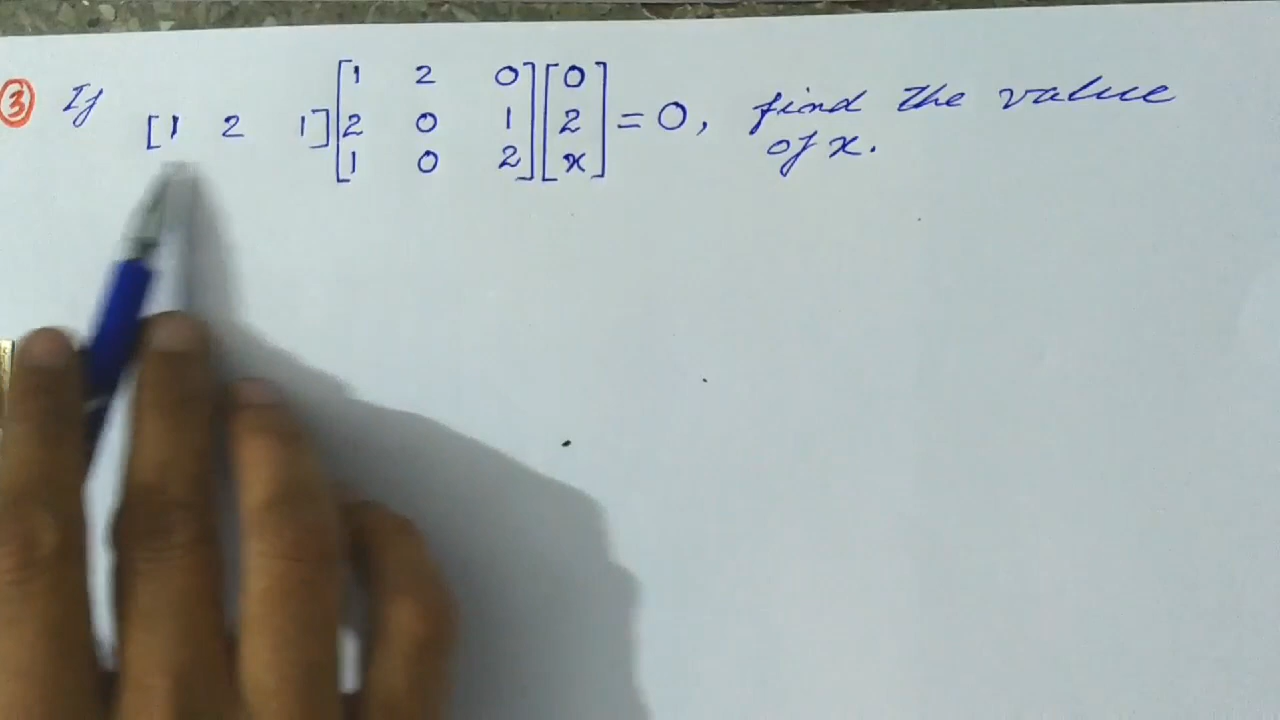 ③ If [1 2 1] [1 2 0 2 0 1 1 0 2] [0 2 x] = 0, find the value
of x.